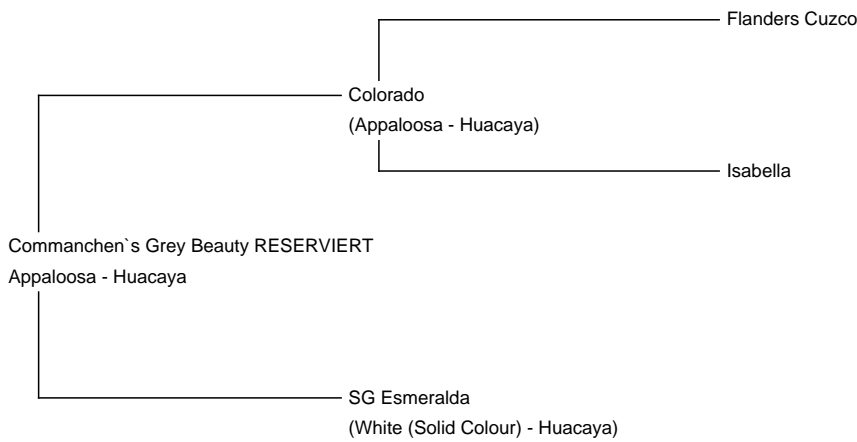 Flanders Cuzco
Colorado
(Appaloosa - Huacaya)
Isabella
Commanchen`s Grey Beauty RESERVIERT
Appaloosa - Huacaya
SG Esmeralda
(White (Solid Colour) - Huacaya)